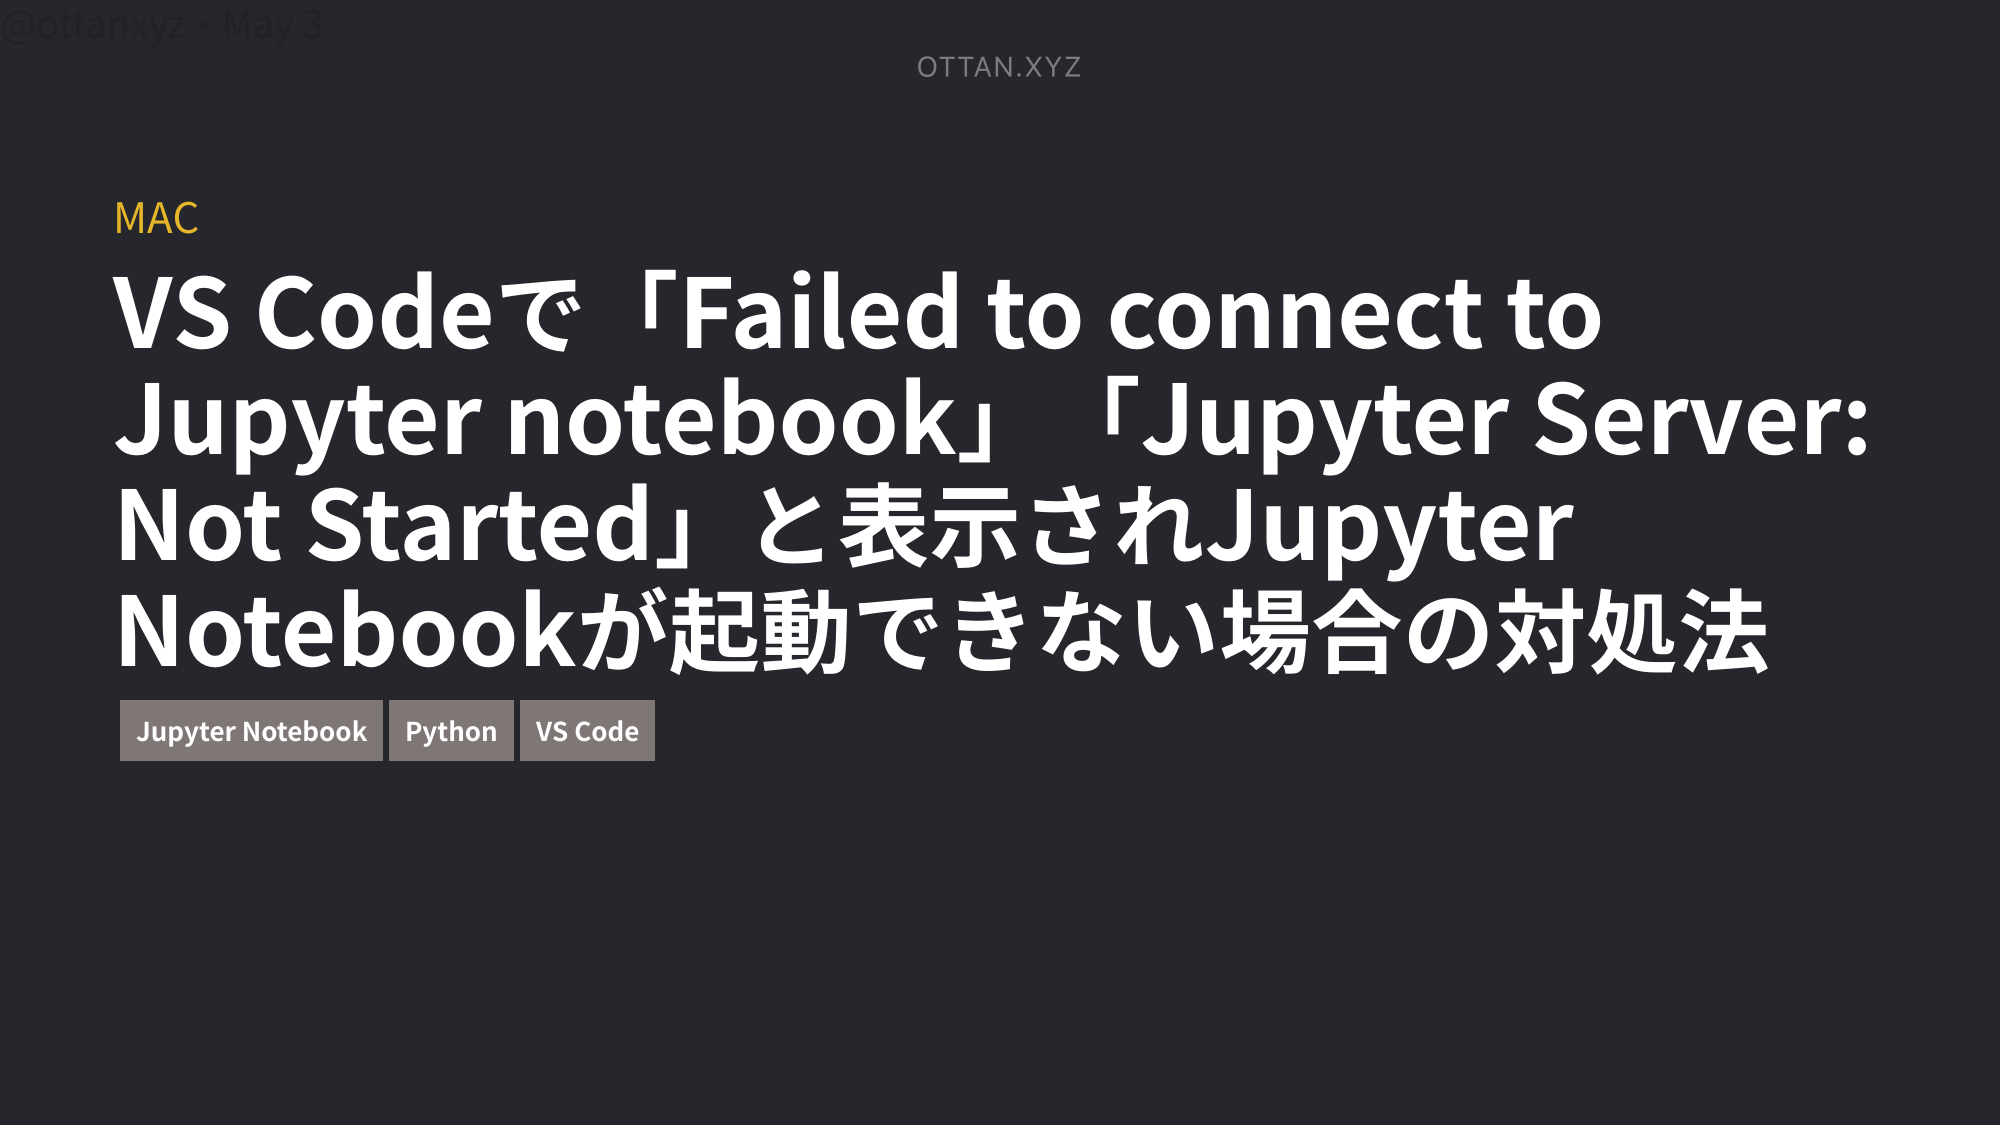 @ottanxyz・May 3
OTTAN.XYZ
MAC
VS Codeで「Failed to connect to
Jupyter notebook」「Jupyter Server:
Not Started」と表示されJupyter
Notebookが起動できない場合の対処法
Jupyter Notebook Python VS Code